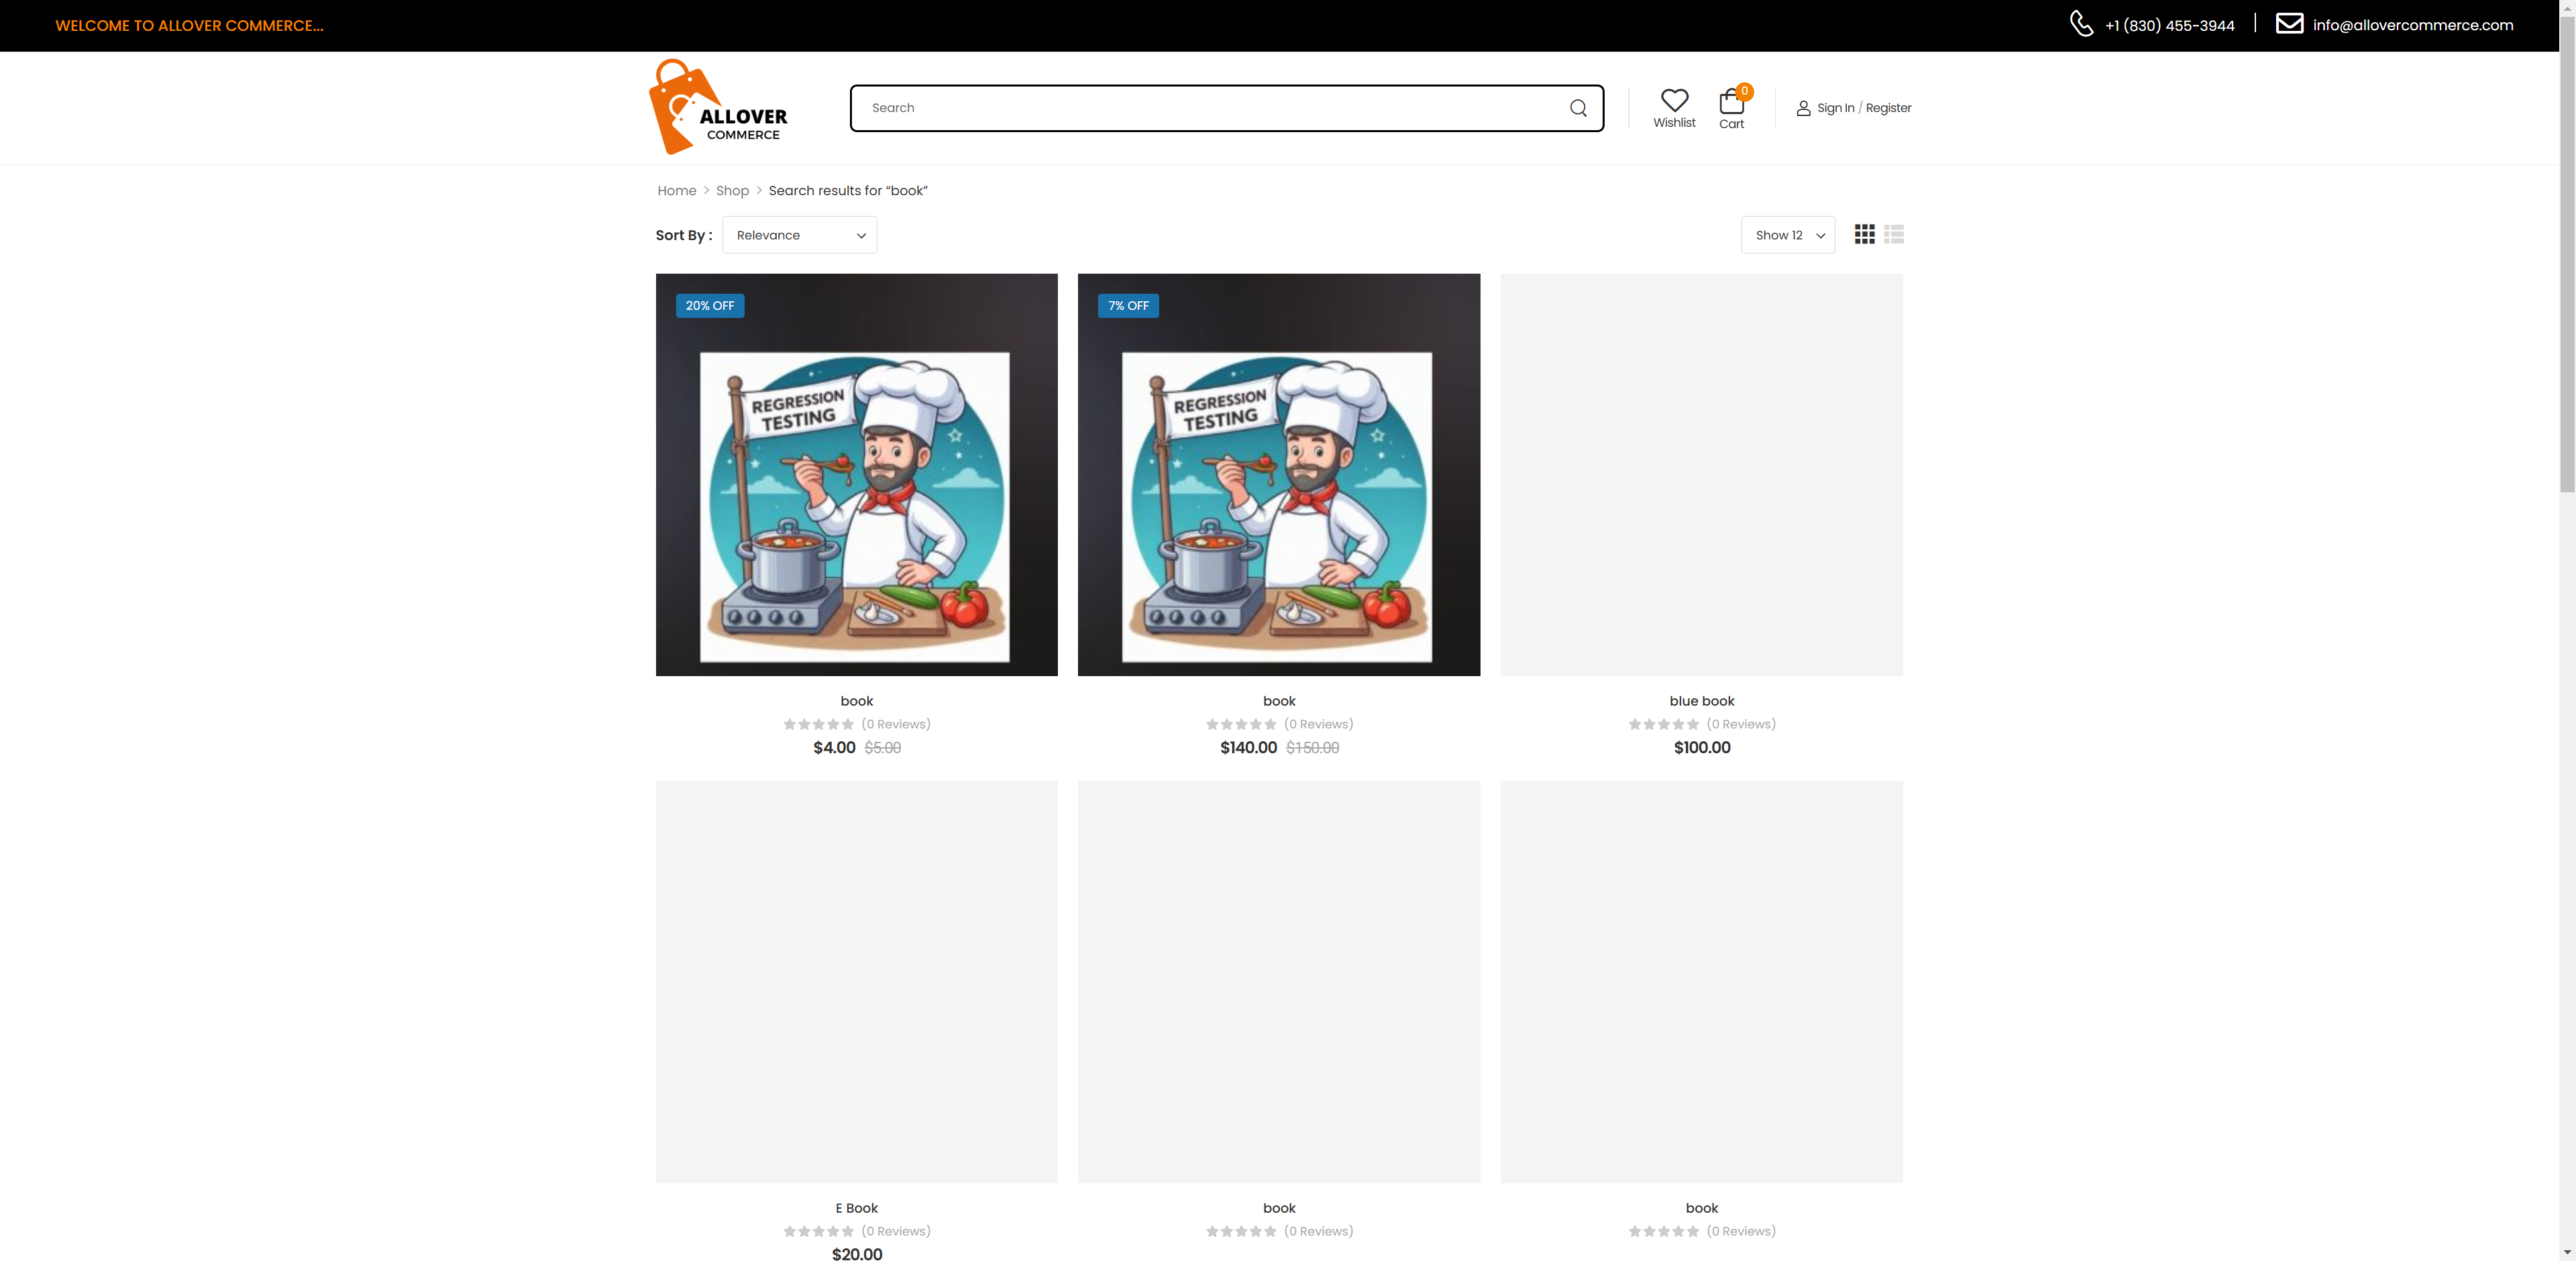 WELCOME TO ALLOVER COMMERCE...
+1 (830) 455-3944
info@allovercommerce.com
ALLOVER
COMMERCE
Search
0
Wishlist
Cart
Sign In / Register
Home > Shop > Search results for “book”
Sort By :
Relevance
Show 12
20% OFF
REGRESSION
TESTING
7% OFF
REGRESSION
TESTING
book
(0 Reviews)
$4.00 $5.00
book
(0 Reviews)
$140.00 $150.00
blue book
(0 Reviews)
$100.00
E Book
(0 Reviews)
$20.00
book
(0 Reviews)
book
(0 Reviews)